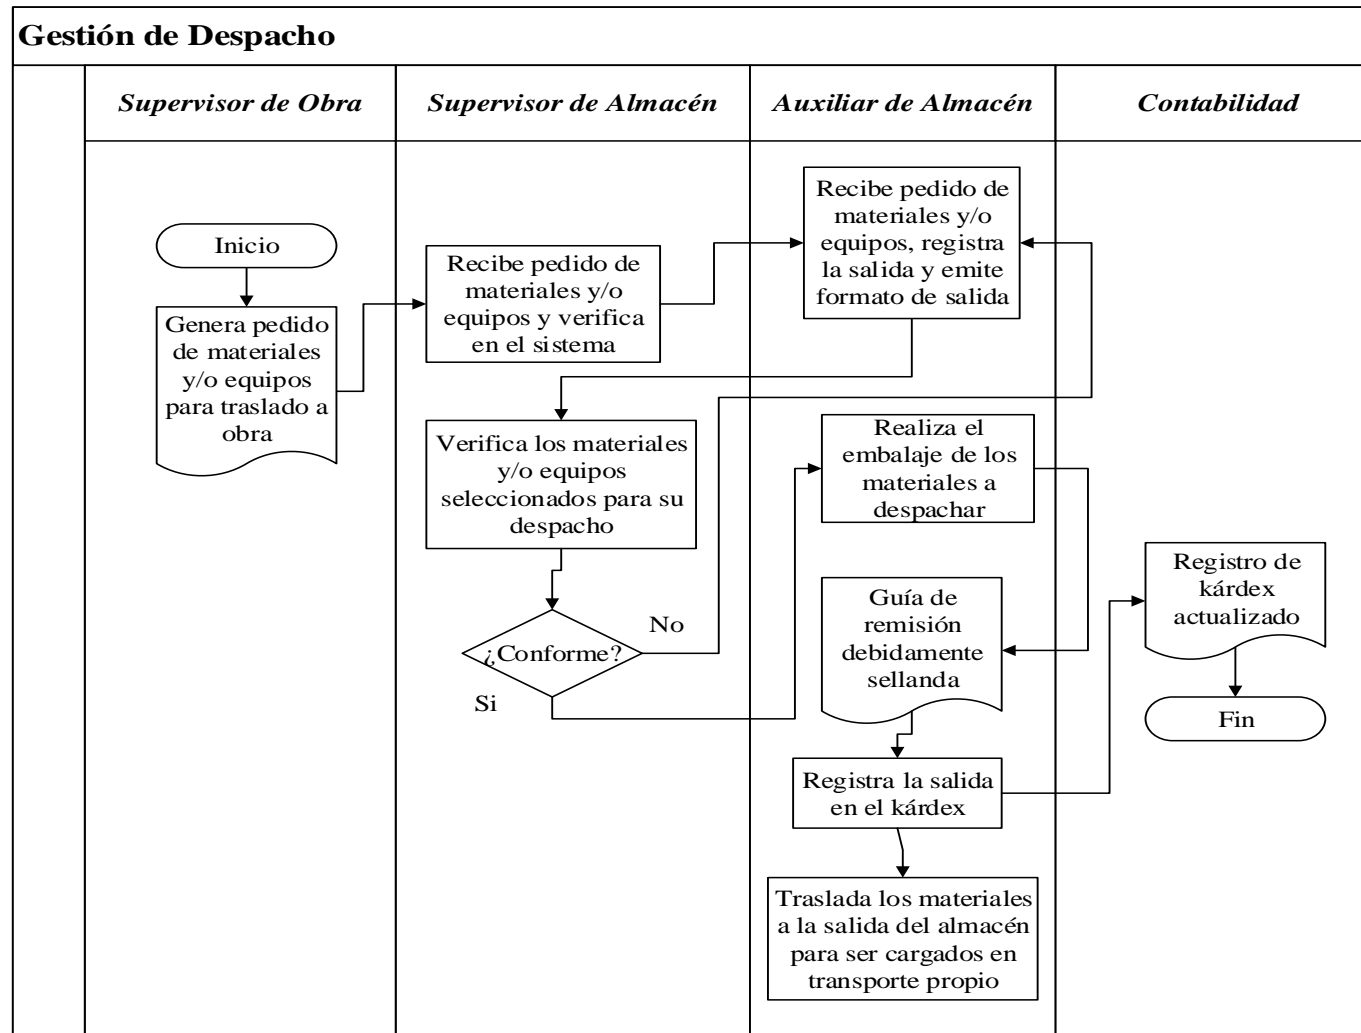 Gestión de Despacho
Supervisor de Obra
Supervisor de Almacén
Auxiliar de Almacén
Contabilidad
Inicio
Genera pedido
de materiales
y/o equipos
para traslado a
obra
Recibe pedido de
materiales y/o
equipos y verifica
en el sistema
Recibe pedido de
materiales y/o
equipos, registra
la salida y emite
formato de salida
Verifica los materiales
y/o equipos
seleccionados para su
despacho
¿Conforme?
No
Si
Realiza el
embalaje de los
materiales a
despachar
Guía de
remisión
debidamente
sellanda
Registra la salida
en el kárdex
Traslada los materiales
a la salida del almacén
para ser cargados en
transporte propio
Registro de
kárdex
actualizado
Fin